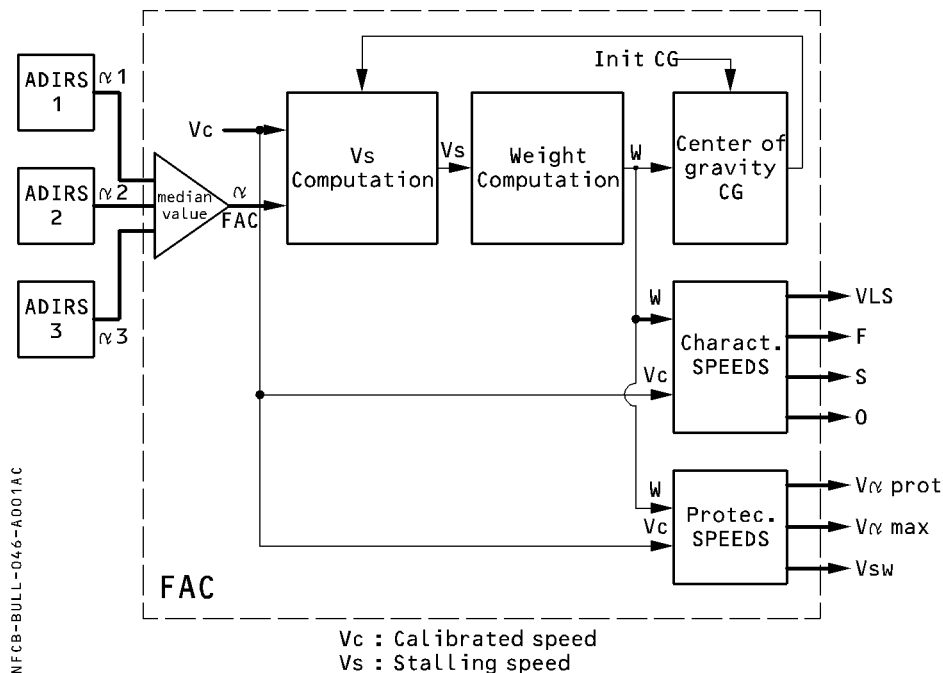 ADIRS
1
α1
ADIRS
2
α2
ADIRS
3
α3
median
value
α
FAC
Vc
Init CG
Vs
Computation
Vs
Weight
Computation
W
Center of
gravity
CG
W
Vc
Charact.
SPEEDS
VLS
F
S
O
W
Vc
Protec.
SPEEDS
Vα prot
Vα max
Vsw
FAC
Vc : Calibrated speed
Vs : Stalling speed
NFCB-BULL-046-A001AC